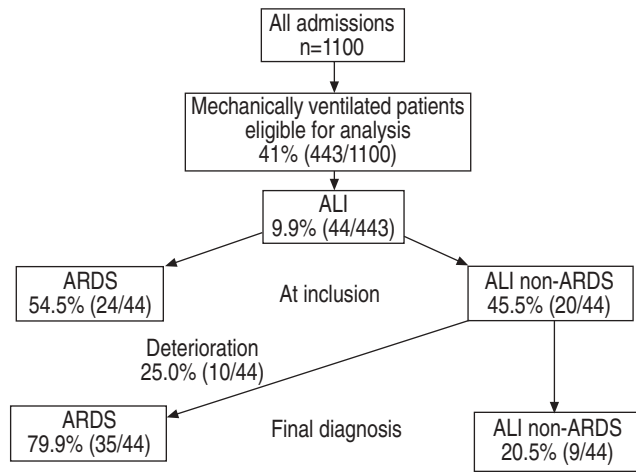 All admissions
n=1100
Mechanically ventilated patients
eligible for analysis
41% (443/1100)
ALI
9.9% (44/443)
ARDS
54.5% (24/44)
At inclusion
ALI non-ARDS
45.5% (20/44)
Deterioration
25.0% (10/44)
ARDS
79.9% (35/44)
Final diagnosis
ALI non-ARDS
20.5% (9/44)